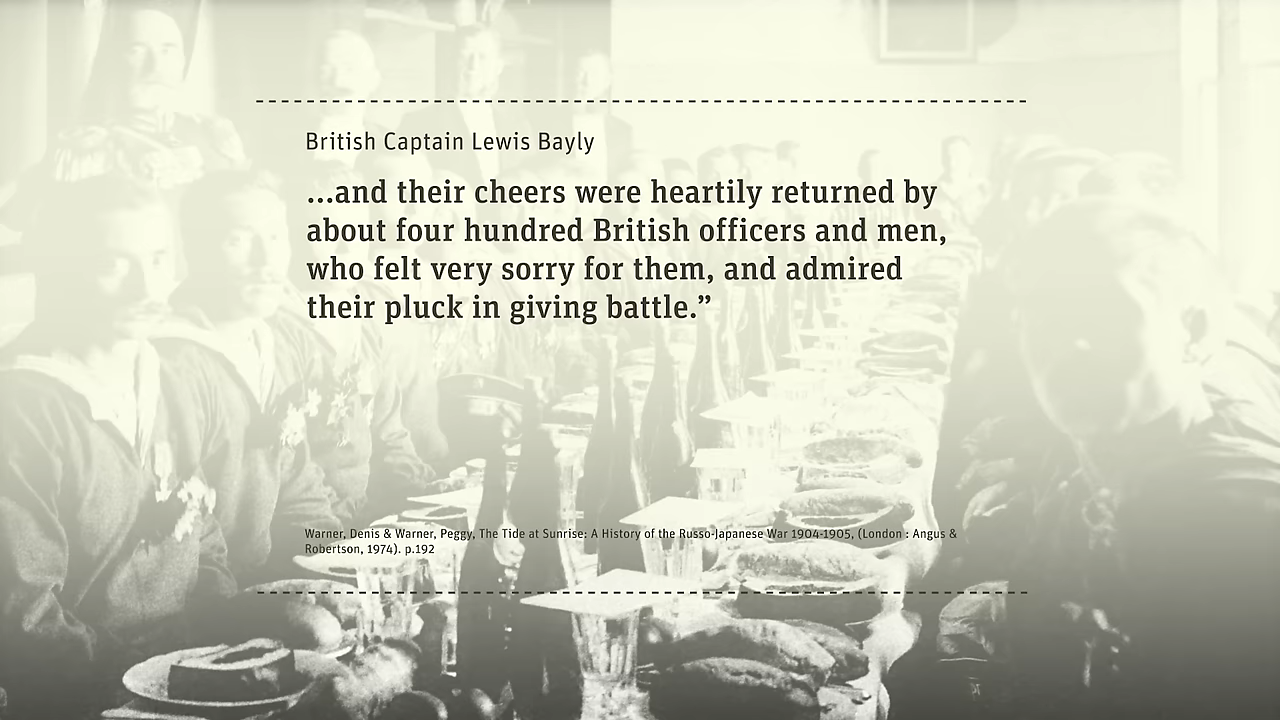 British Captain Lewis Bayly
...and their cheers were heartily returned by
about four hundred British officers and men,
who felt very sorry for them, and admired
their pluck in giving battle.”
Warner, Denis & Warner, Peggy, The Tide at Sunrise: A History of the Russo-Japanese War 1904-1905, (London : Angus &
Robertson, 1974). p.192